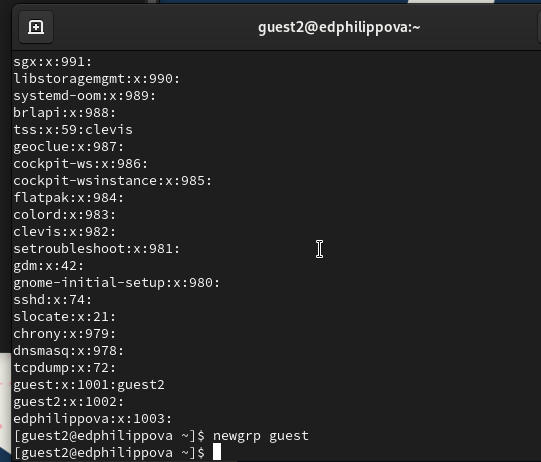 guest2@edphilippova:~
sgx:x:991:
libstoragemgmt:x:990:
systemd-oom:x:989:
brlapi:x:988:
tss:x:59:clevis
geoclue:x:987:
cockpit-ws:x:986:
cockpit-wsinstance:x:985:
flatpak:x:984:
colord:x:983:
clevis:x:982:
setroubleshoot:x:981:
gdm:x:42:
gnome-initial-setup:x:980:
sshd:x:74:
slocate:x:21:
chrony:x:979:
dnsmasq:x:978:
tcpdump:x:72:
guest:x:1001:guest2
guest2:x:1002:
edphilippova:x:1003:
[guest2@edphilippova ~]$ newgrp guest
[guest2@edphilippova ~]$